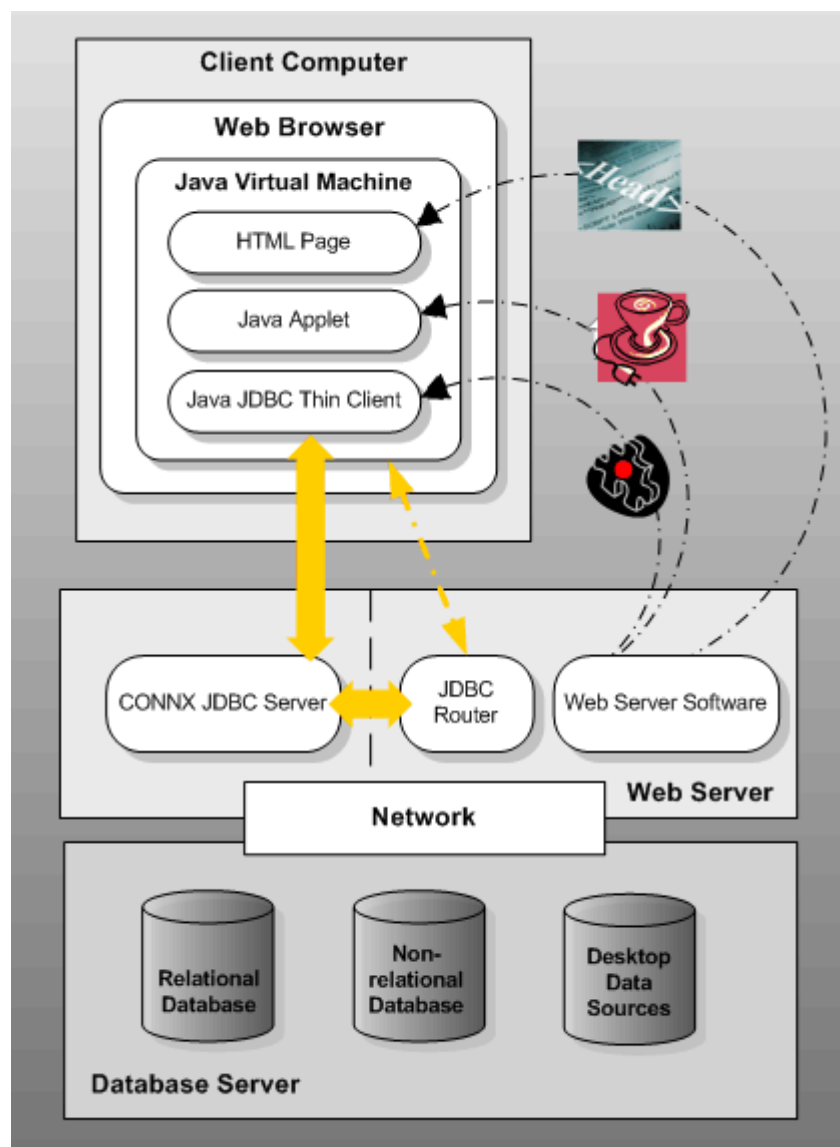 Client Computer
Web Browser
Java Virtual Machine
HTML Page
Java Applet
Java JDBC Thin Client
<Head>
CONNX JDBC Server
JDBC
Router
Web Server Software
Web Server
Network
Relational
Database
Non-
relational
Database
Desktop
Data
Sources
Database Server